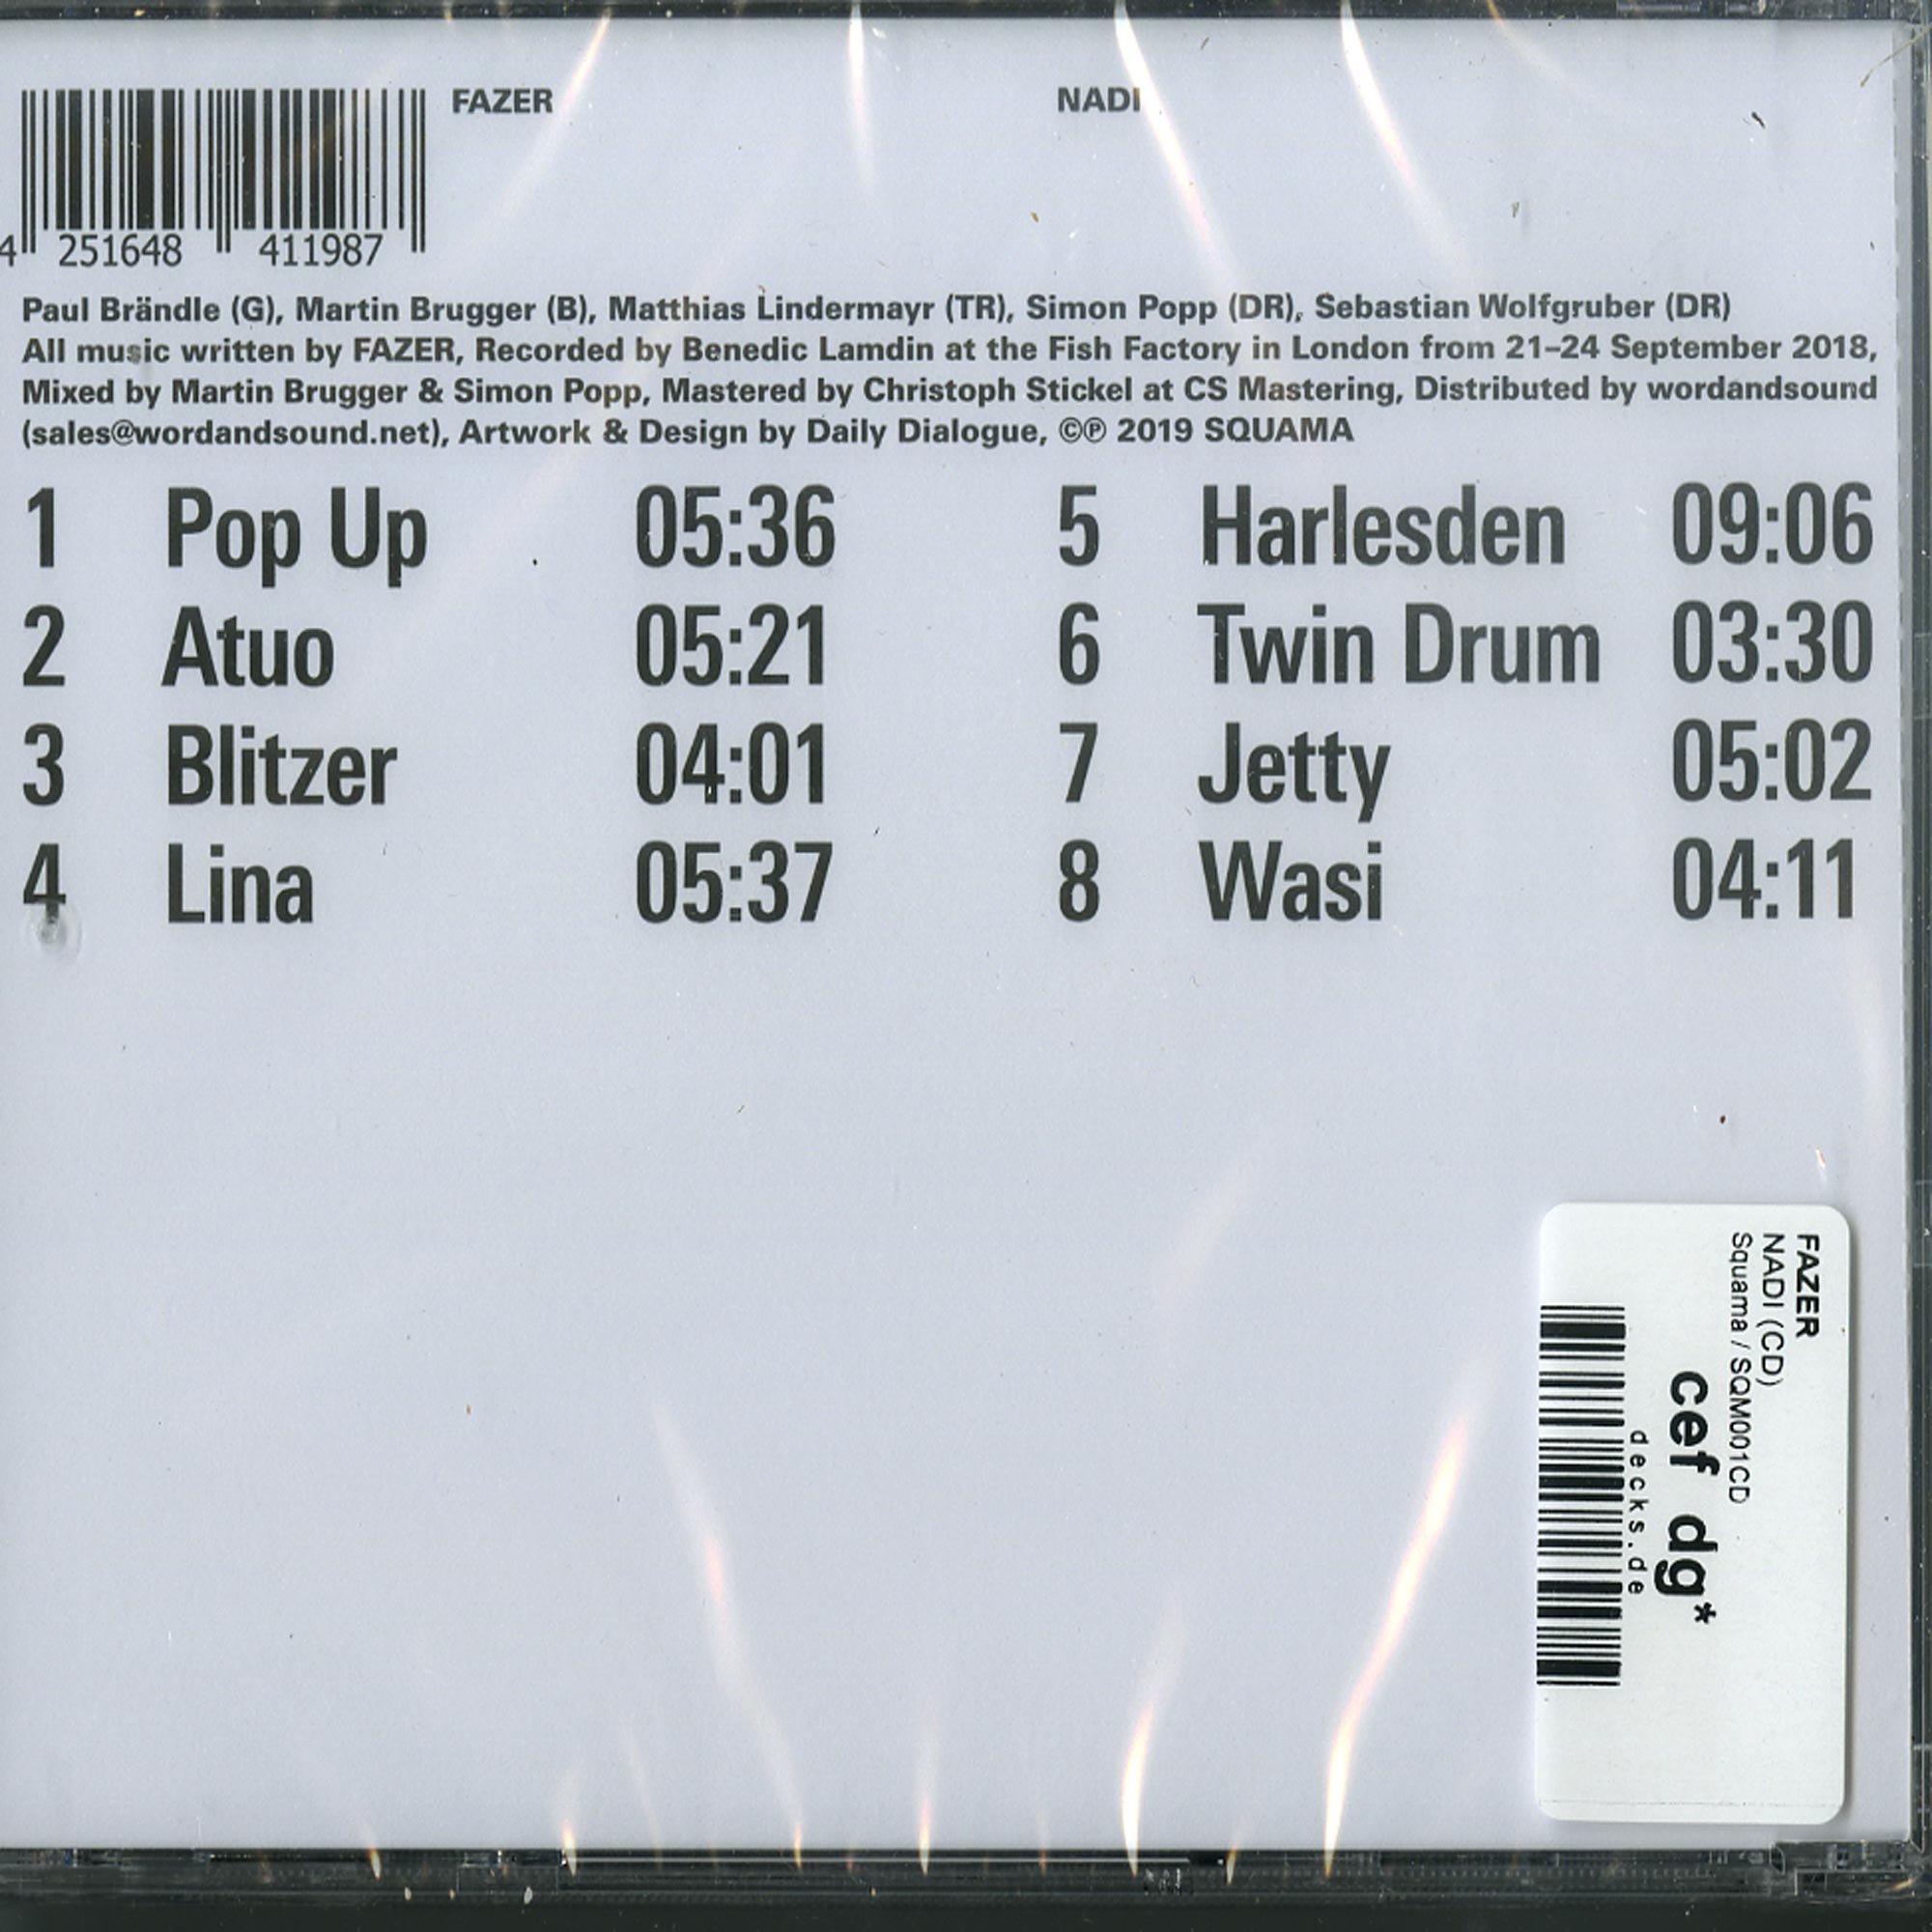 FAZER NADI
4 251648 411987
Paul Brändle (G), Martin Brugger (B), Matthias Lindermayr (TR), Simon Popp (DR), Sebastian Wolfgruber (DR)
All music written by FAZER, Recorded by Benedic Lamdin at the Fish Factory in London from 21–24 September 2018,
Mixed by Martin Brugger & Simon Popp, Mastered by Christoph Stickel at CS Mastering, Distributed by wordandsound
(sales@wordandsound.net), Artwork & Design by Daily Dialogue, ©℗ 2019 SQUAMA
1 Pop Up 05:36
2 Atuo 05:21
3 Blitzer 04:01
4 Lina 05:37
5 Harlesden 09:06
6 Twin Drum 03:30
7 Jetty 05:02
8 Wasi 04:11
FAZER
NADI (CD)
Squama / SQM001CD
cef dg*
decks.de